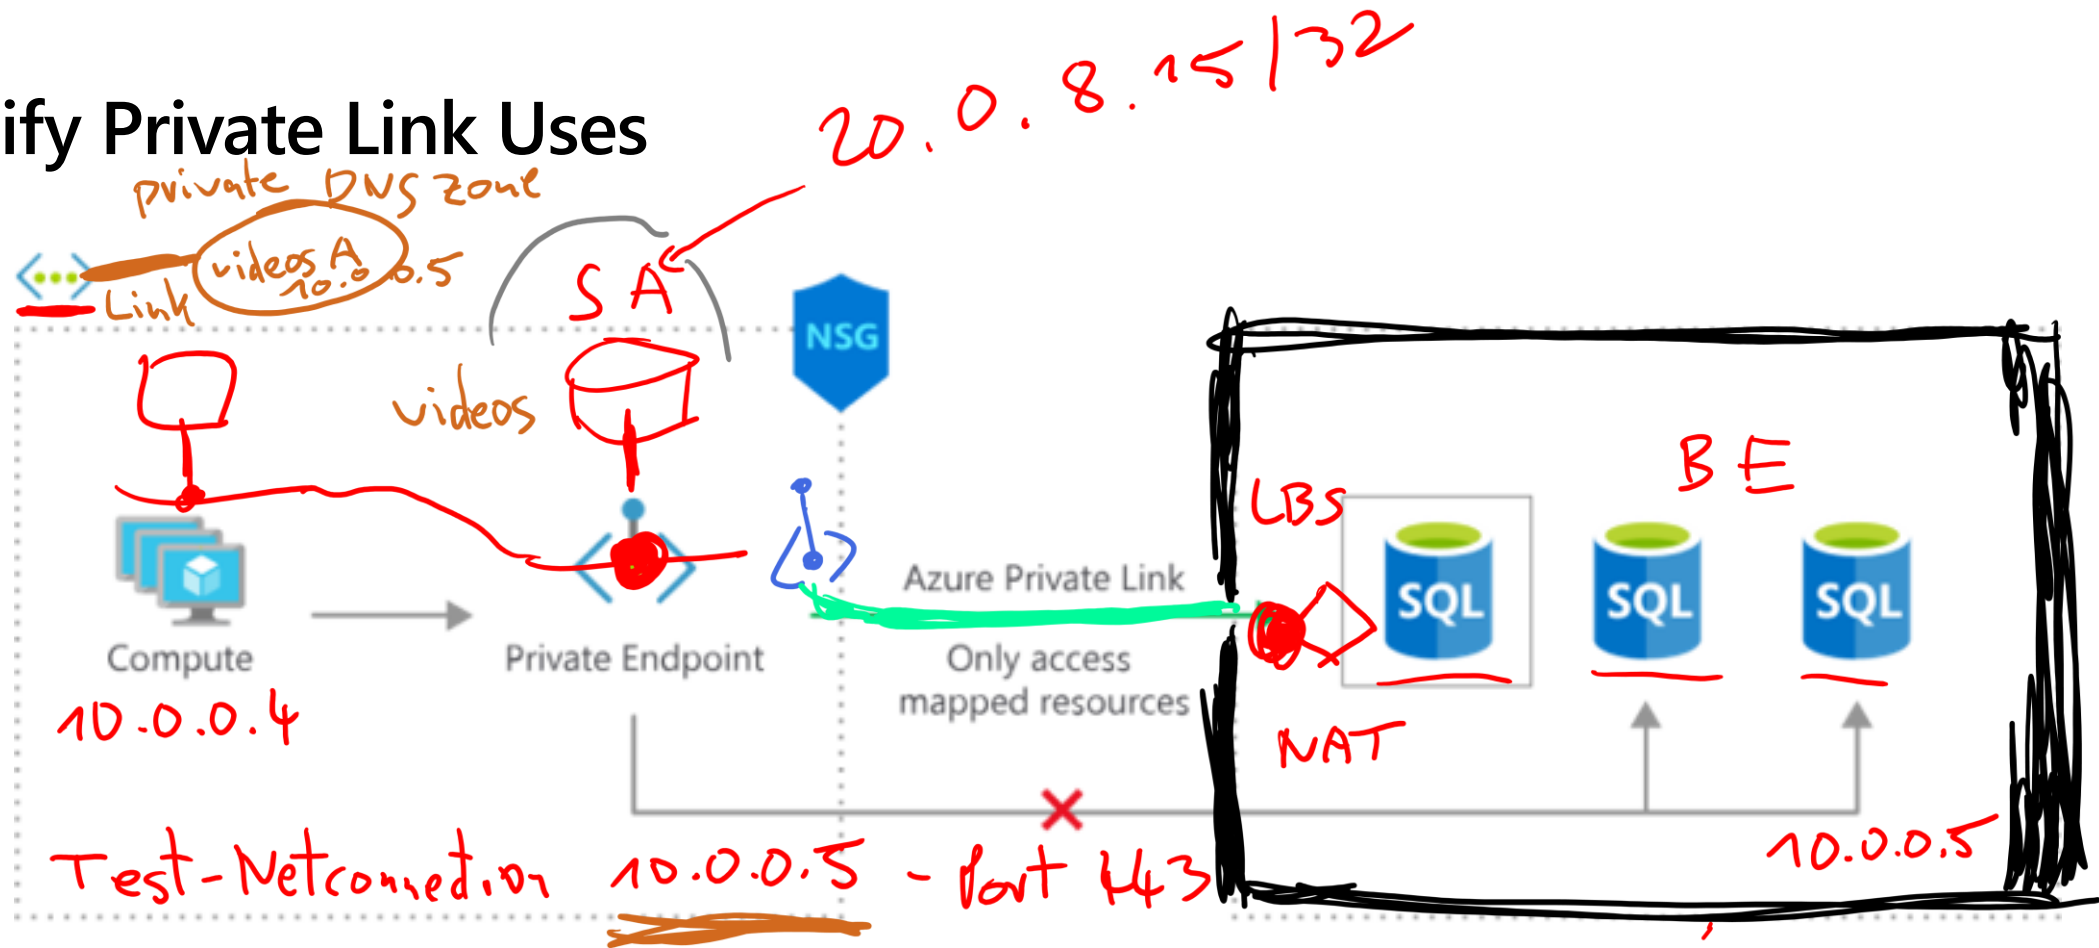 20.0.8.15/32
ify Private Link Uses
private DNS zone
videos A
10.0.0.5
Link
SA
NSG
videos
BE
LBS
Azure Private Link
SQL
SQL
SQL
Compute
Private Endpoint
Only access
mapped resources
10.0.0.4
NAT
10.0.0.5
Test-Netconnection 10.0.0.5 -Port 443